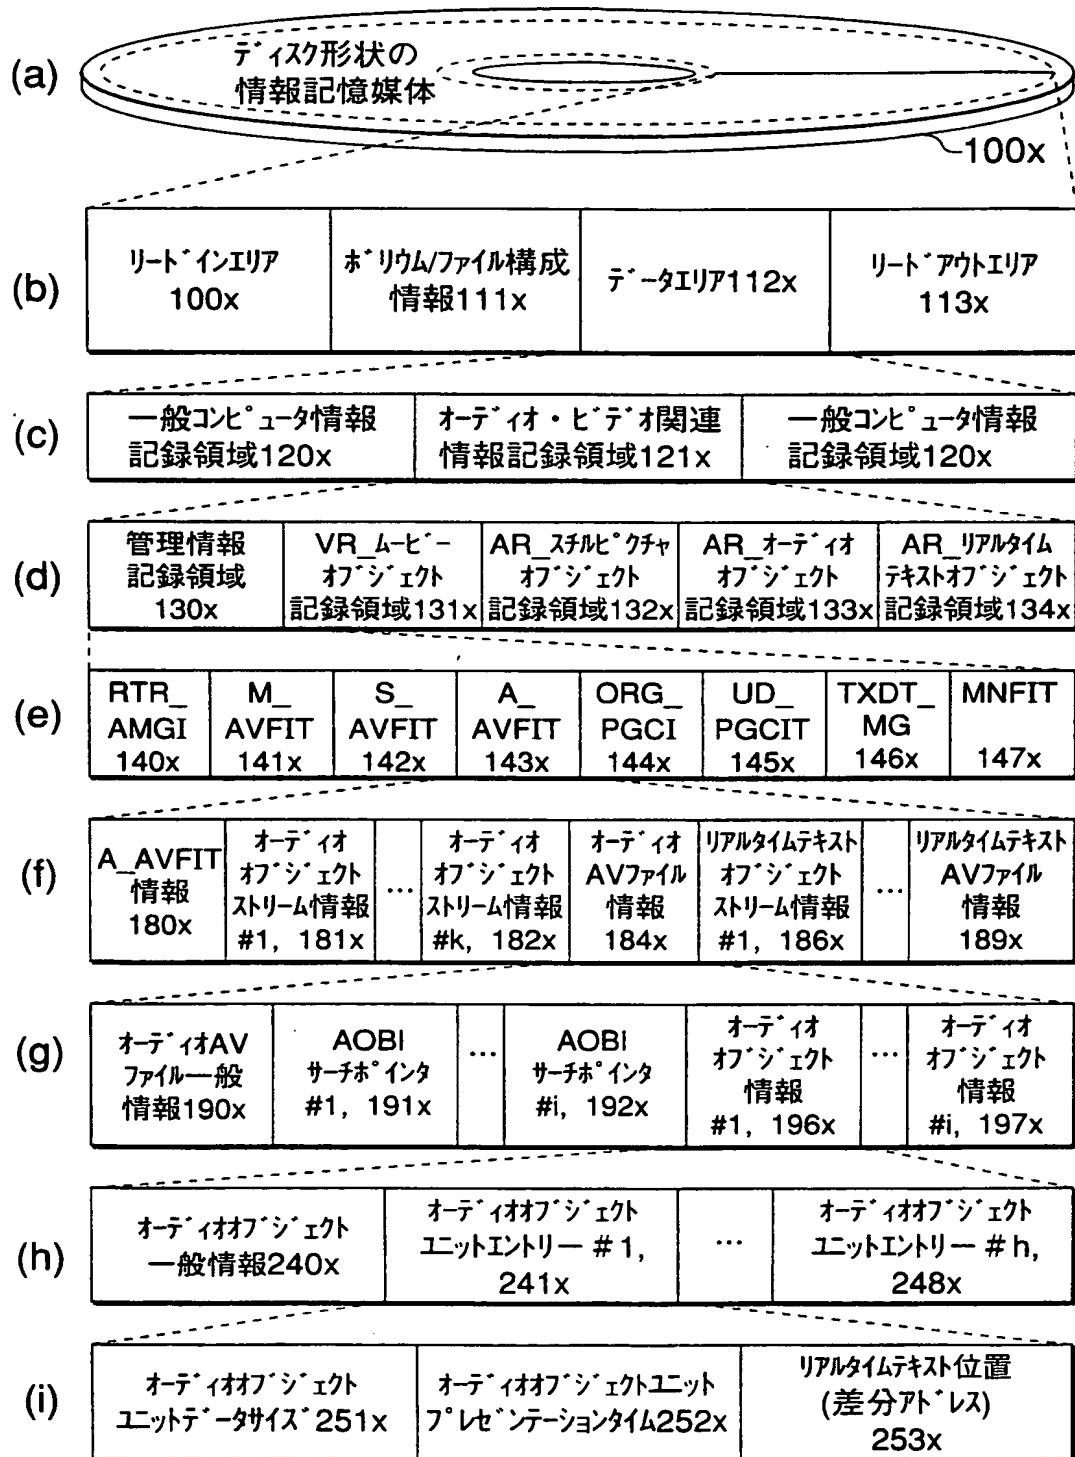 (a)
ディスク形状の
情報記憶媒体
100x
(b)
リードインエリア
100x
ボリウム/ファイル構成
情報111x
データエリア112x
リードアウトエリア
113x
(c)
一般コンピュータ情報
記録領域120x
オーディオ・ビデオ関連
情報記録領域121x
一般コンピュータ情報
記録領域120x
(d)
管理情報
記録領域
130x
VR_ムービー
オブジェクト
記録領域131x
AR_スチルピクチャ
オブジェクト
記録領域132x
AR_オーディオ
オブジェクト
記録領域133x
AR_リアルタイム
テキストオブジェクト
記録領域134x
(e)
RTR_
AMGI
140x
M_
AVFIT
141x
S_
AVFIT
142x
A_
AVFIT
143x
ORG_
PGCI
144x
UD_
PGCIT
145x
TXDT_
MG
146x
MNFIT
147x
(f)
A_AVFIT
情報
180x
オーディオ
オブジェクト
ストリーム情報
#1, 181x
...
オーディオ
オブジェクト
ストリーム情報
#k, 182x
オーディオ
AVファイル
情報
184x
リアルタイムテキスト
オブジェクト
ストリーム情報
#1, 186x
...
リアルタイムテキスト
AVファイル
情報
189x
(g)
オーディオAV
ファイル一般
情報190x
AOBI
サーチポインタ
#1, 191x
...
AOBI
サーチポインタ
#i, 192x
オーディオ
オブジェクト
情報
#1, 196x
...
オーディオ
オブジェクト
情報
#i, 197x
(h)
オーディオオブジェクト
一般情報240x
オーディオオブジェクト
ユニットエントリー #1,
241x
...
オーディオオブジェクト
ユニットエントリー #h,
248x
(i)
オーディオオブジェクト
ユニットデータサイズ251x
オーディオオブジェクトユニット
プレゼンテーションタイム252x
リアルタイムテキスト位置
(差分アドレス)
253x